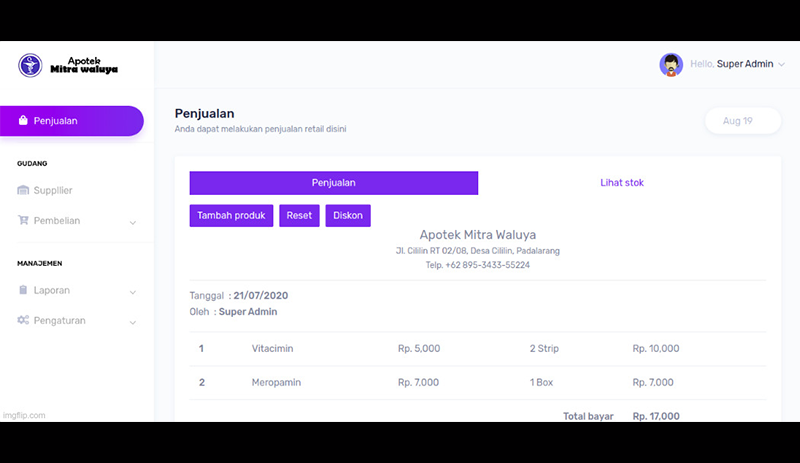 Apotek
Mitra waluya
Hello, Super Admin
Penjualan
GUDANG
Suppllier
Pembelian
MANAJEMEN
Laporan
Pengaturan
Penjualan
Anda dapat melakukan penjualan retail disini
Aug 19
Penjualan
Lihat stok
Tambah produk Reset Diskon
Apotek Mitra Waluya
Jl. Cililin RT 02/08, Desa Cililin, Padalarang
Telp. +62 895-3433-55224
Tanggal : 21/07/2020
Oleh : Super Admin
1 Vitacimin Rp. 5,000 2 Strip Rp. 10,000
2 Meropamin Rp. 7.000 1 Box Rp. 7,000
Total bayar Rp. 17,000
imgflip.com